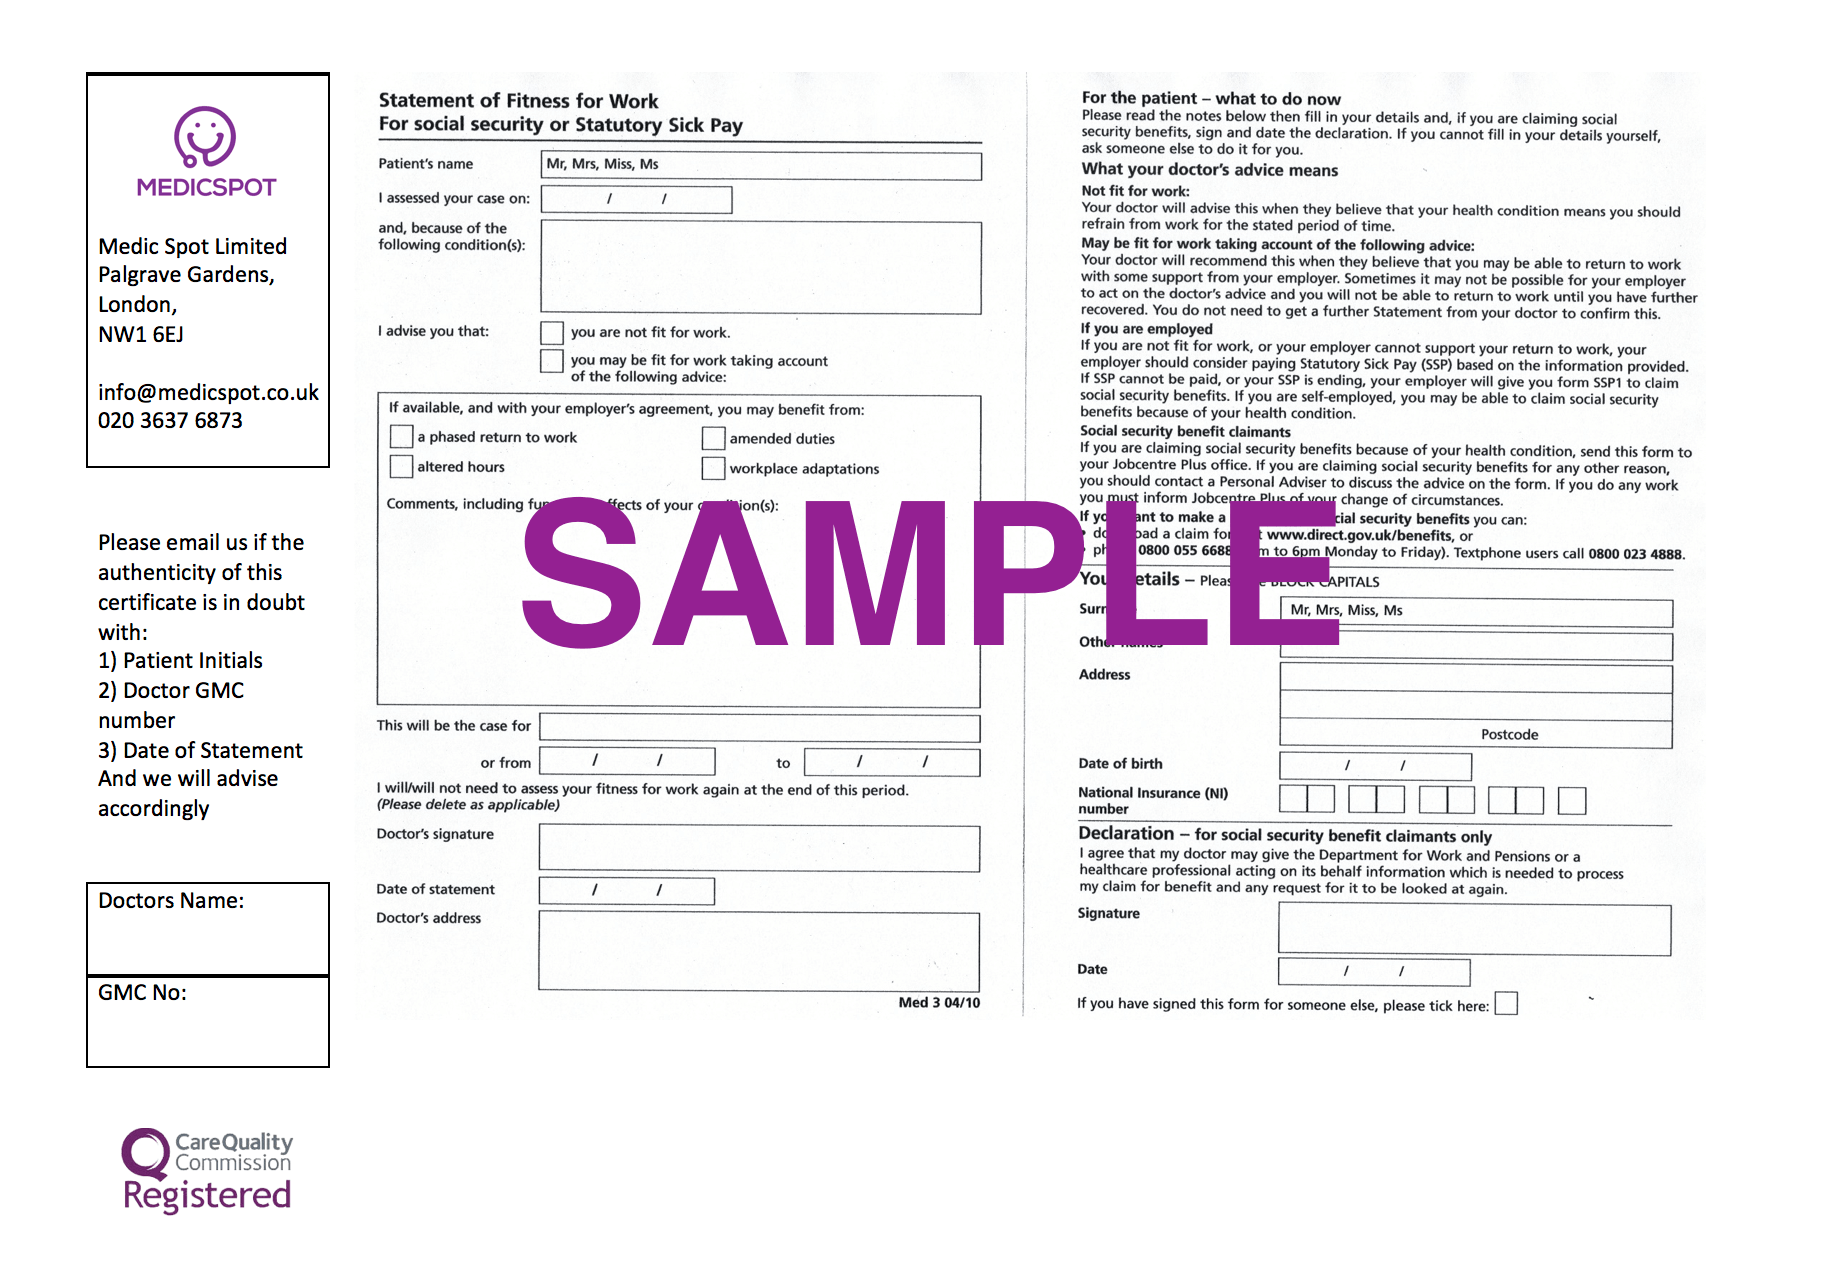 MEDICSPOT
Medic Spot Limited
Palgrave Gardens,
London,
NW1 6EJ
info@medicspot.co.uk
020 3637 6873
Please email us if the
authenticity of this
certificate is in doubt
with:
1) Patient Initials
2) Doctor GMC
number
3) Date of Statement
And we will advise
accordingly
Doctors Name:
GMC No:
CareQuality
Commission
Registered
Statement of Fitness for Work
For social security or Statutory Sick Pay
Patient's name
Mr, Mrs, Miss, Ms
I assessed your case on:
/ /
and, because of the
following condition(s):
I advise you that:
you are not fit for work.
you may be fit for work taking account
of the following advice:
If available, and with your employer's agreement, you may benefit from:
a phased return to work
amended duties
altered hours
workplace adaptations
Comments, including of your
SAMPLE
This will be the case for
or from / / to / /
I will/will not need to assess your fitness for work again at the end of this period.
(Please delete as applicable)
Doctor's signature
Date of statement
/ /
Doctor's address
Med 3 04/10
For the patient – what to do now
Please read the notes below then fill in your details and, if you are claiming social
security benefits, sign and date the declaration. If you cannot fill in your details yourself,
ask someone else to do it for you.
What your doctor's advice means
Not fit for work:
Your doctor will advise this when they believe that your health condition means you should
refrain from work for the stated period of time.
May be fit for work taking account of the following advice:
Your doctor will recommend this when they believe that you may be able to return to work
with some support from your employer. Sometimes it may not be possible for your employer
to act on the doctor's advice and you will not be able to return to work until you have further
recovered. You do not need to get a further Statement from your doctor to confirm this.
If you are employed
If you are not fit for work, or your employer cannot support your return to work, your
employer should consider paying Statutory Sick Pay (SSP) based on the information provided.
If SSP cannot be paid, or your SSP is ending, your employer will give you form SSP1 to claim
social security benefits. If you are self-employed, you may be able to claim social security
benefits because of your health condition.
Social security benefit claimants
If you are claiming social security benefits because of your health condition, send this form to
your Jobcentre Plus office. If you are claiming social security benefits for any other reason,
you should contact a Personal Adviser to discuss the advice on the form. If you do any work
you must inform Jobcentre Plus of your change of circumstances.
If to make a security benefits you can:
• a claim www.direct.gov.uk/benefits, or
• 0800 055 6688 to 6pm Monday to Friday). Textphone users call 0800 023 4888.
Your details – Please BLOCK CAPITALS
Surname
Mr, Mrs, Miss, Ms
Other names
Address
Postcode
Date of birth
/ /
National Insurance (NI)
number
Declaration – for social security benefit claimants only
I agree that my doctor may give the Department for Work and Pensions or a
healthcare professional acting on its behalf information which is needed to process
my claim for benefit and any request for it to be looked at again.
Signature
Date
/ /
If you have signed this form for someone else, please tick here: